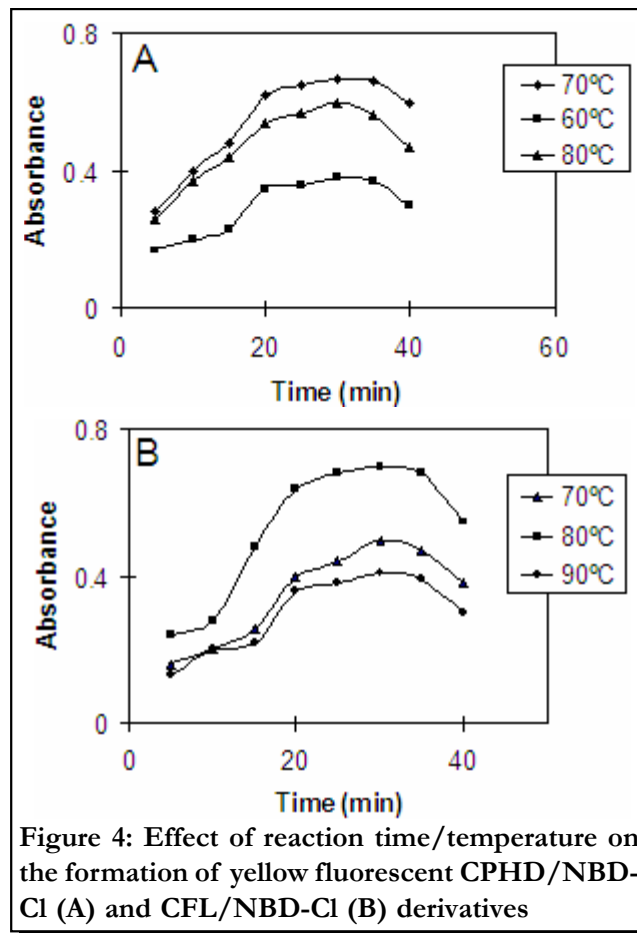 A
0.8
0.4
0
Absorbance
0 20 40 60
Time (min)
70ºC
60ºC
80ºC
B
0.8
0.4
0
Absorbance
0 20 40
Time (min)
70ºC
80ºC
90ºC
Figure 4: Effect of reaction time/temperature on
the formation of yellow fluorescent CPHD/NBD-
Cl (A) and CFL/NBD-Cl (B) derivatives